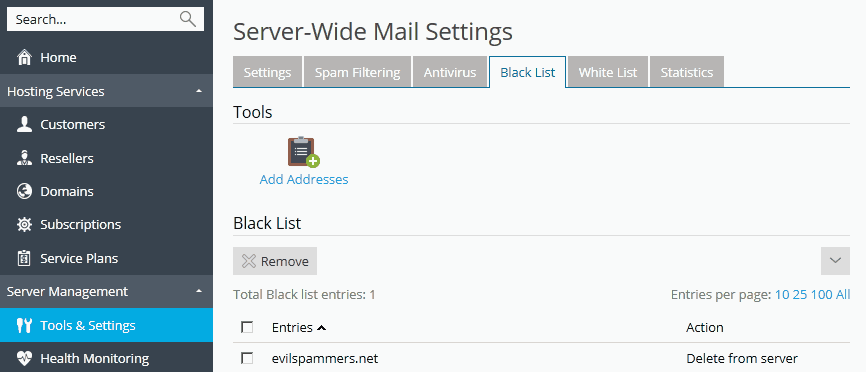 Search...
Home
Hosting Services
Customers
Resellers
Domains
Subscriptions
Service Plans
Server Management
Tools & Settings
Health Monitoring
Server-Wide Mail Settings
Settings Spam Filtering Antivirus Black List White List Statistics
Tools
Add Addresses
Black List
Remove
Total Black list entries: 1 Entries per page: 10 25 100 All
Entries Action
evilspammers.net Delete from server